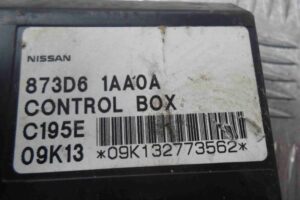 NISSAN
873D6 1AA0A
CONTROL BOX
C195E
09K13 *09K132773562*